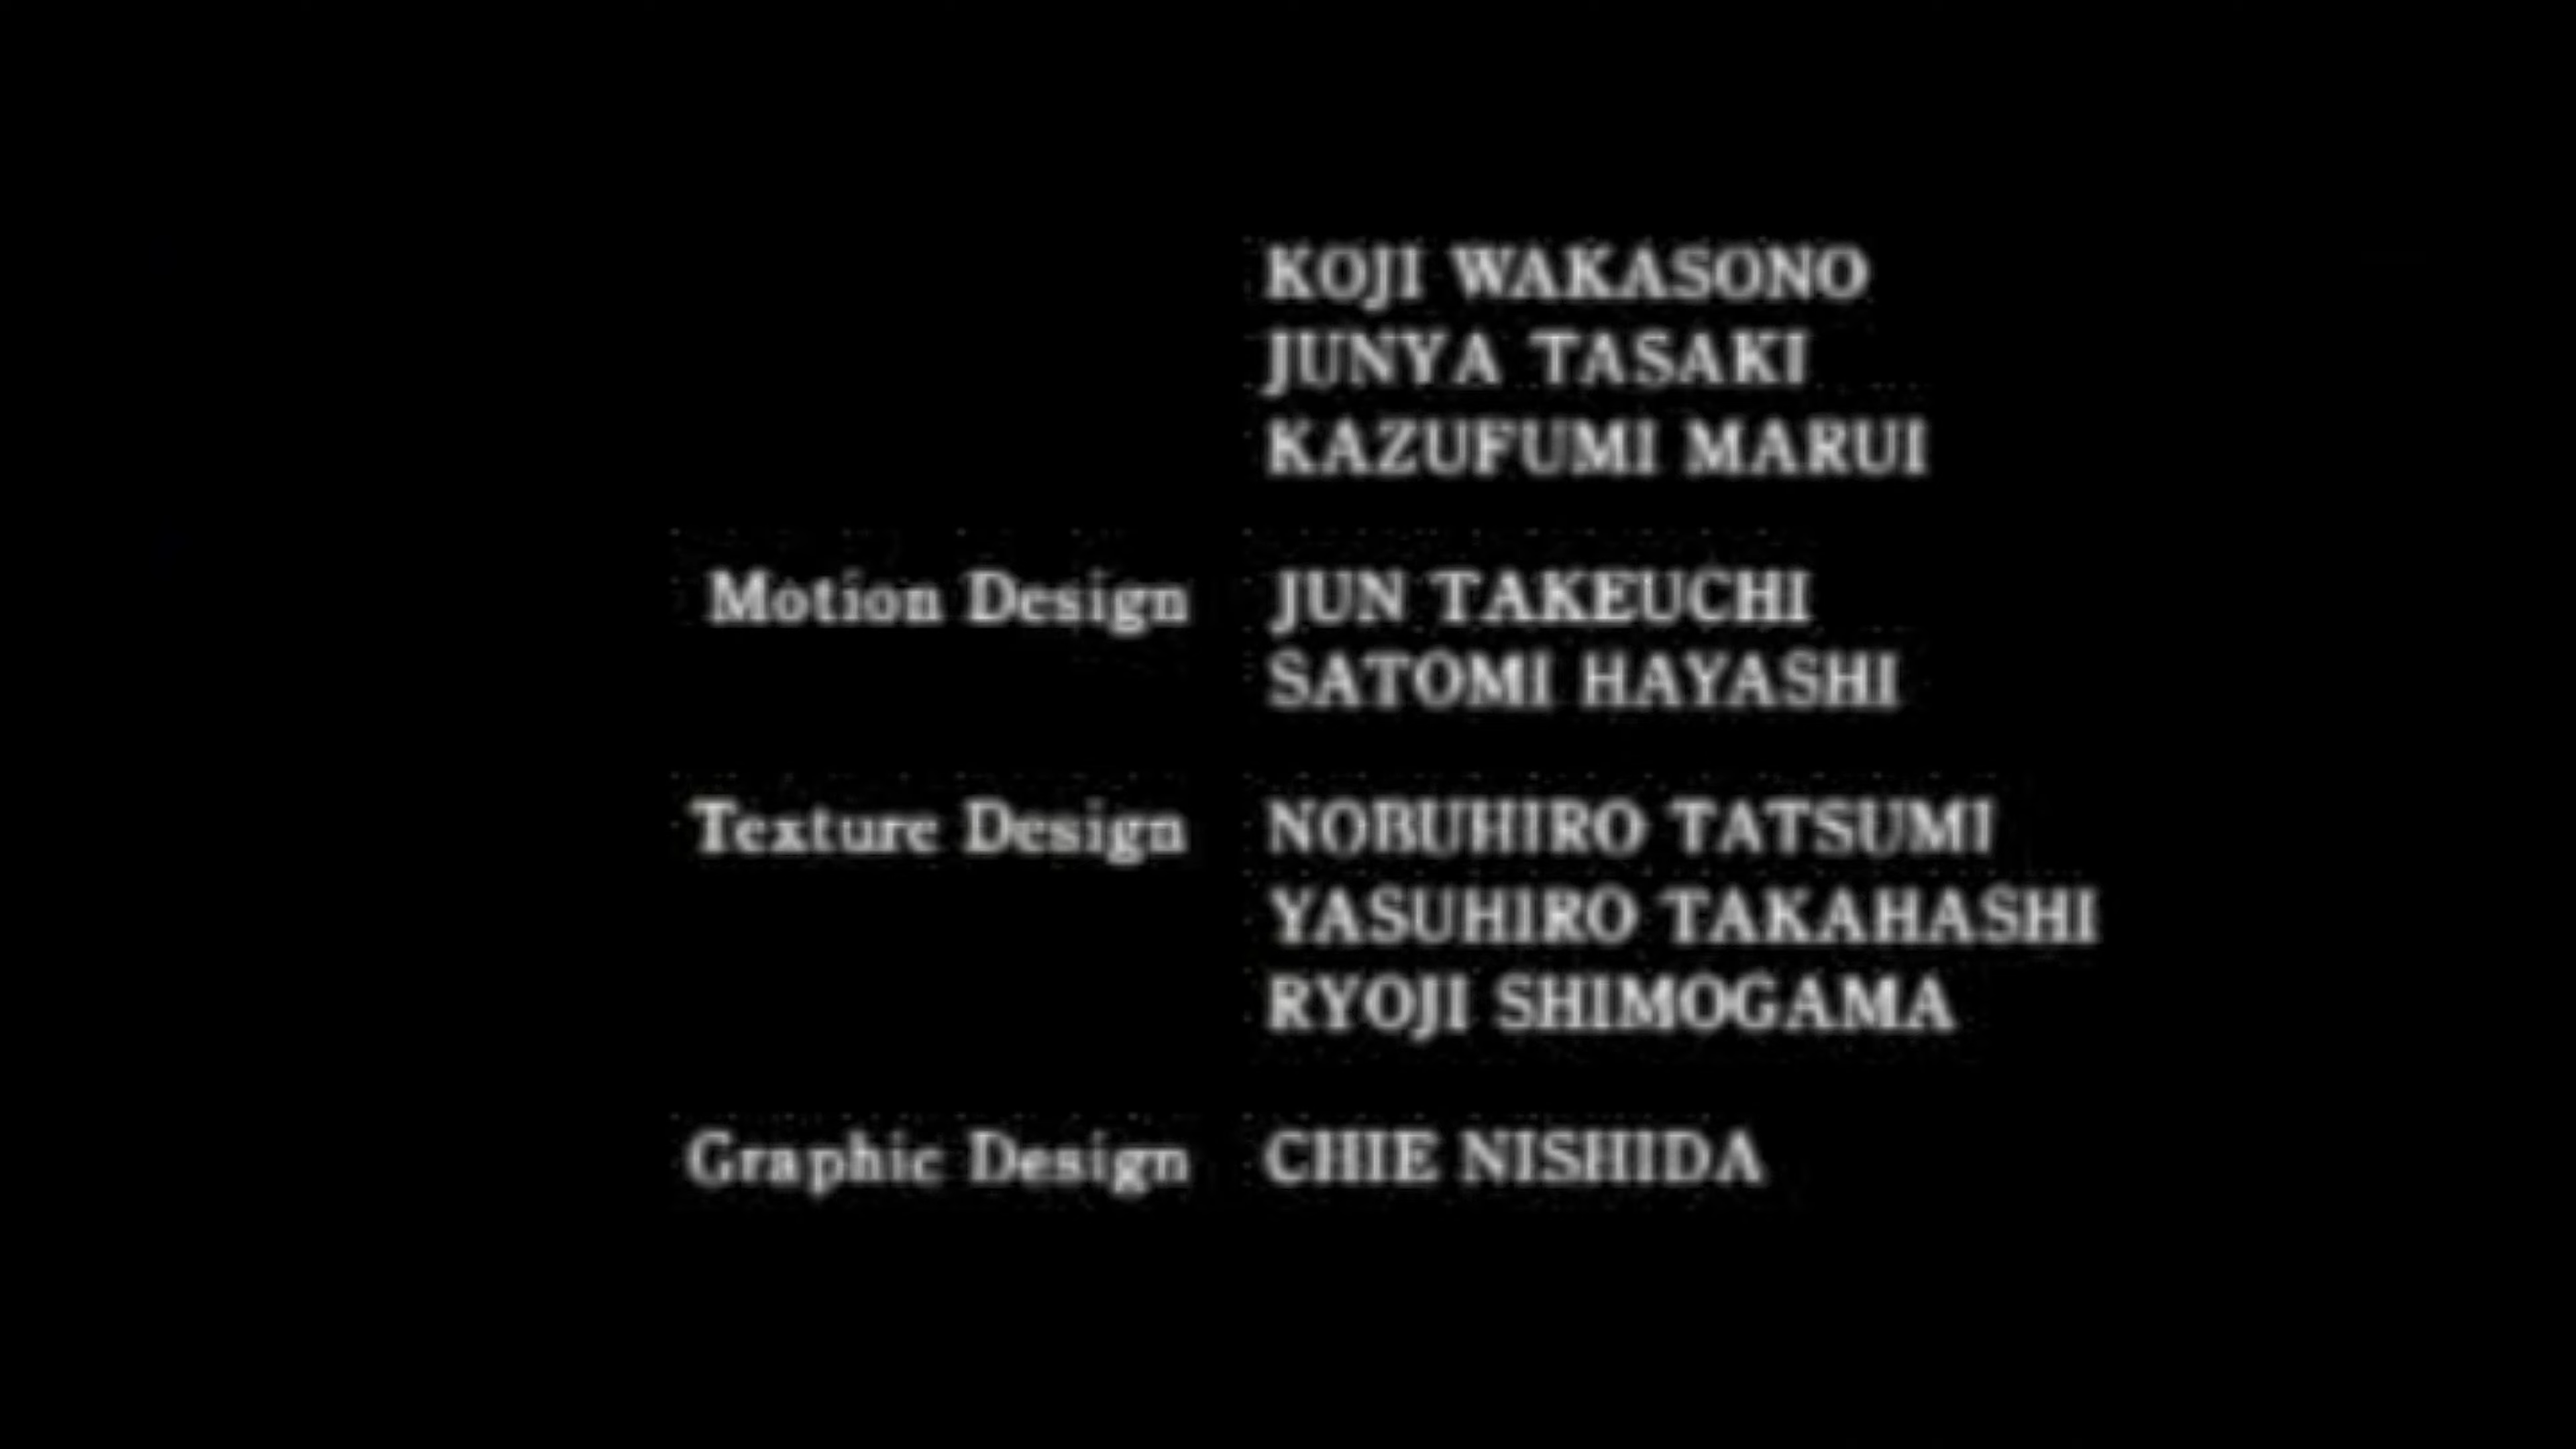 KOJI WAKASONO
JUNYA TASAKI
KAZUFUMI MARUI
Motion Design JUN TAKEUCHI
SATOMI HAYASHI
Texture Design NOBUHIRO TATSUMI
YASUHIRO TAKAHASHI
RYOJI SHIMOGAMA
Graphic Design CHIE NISHIDA